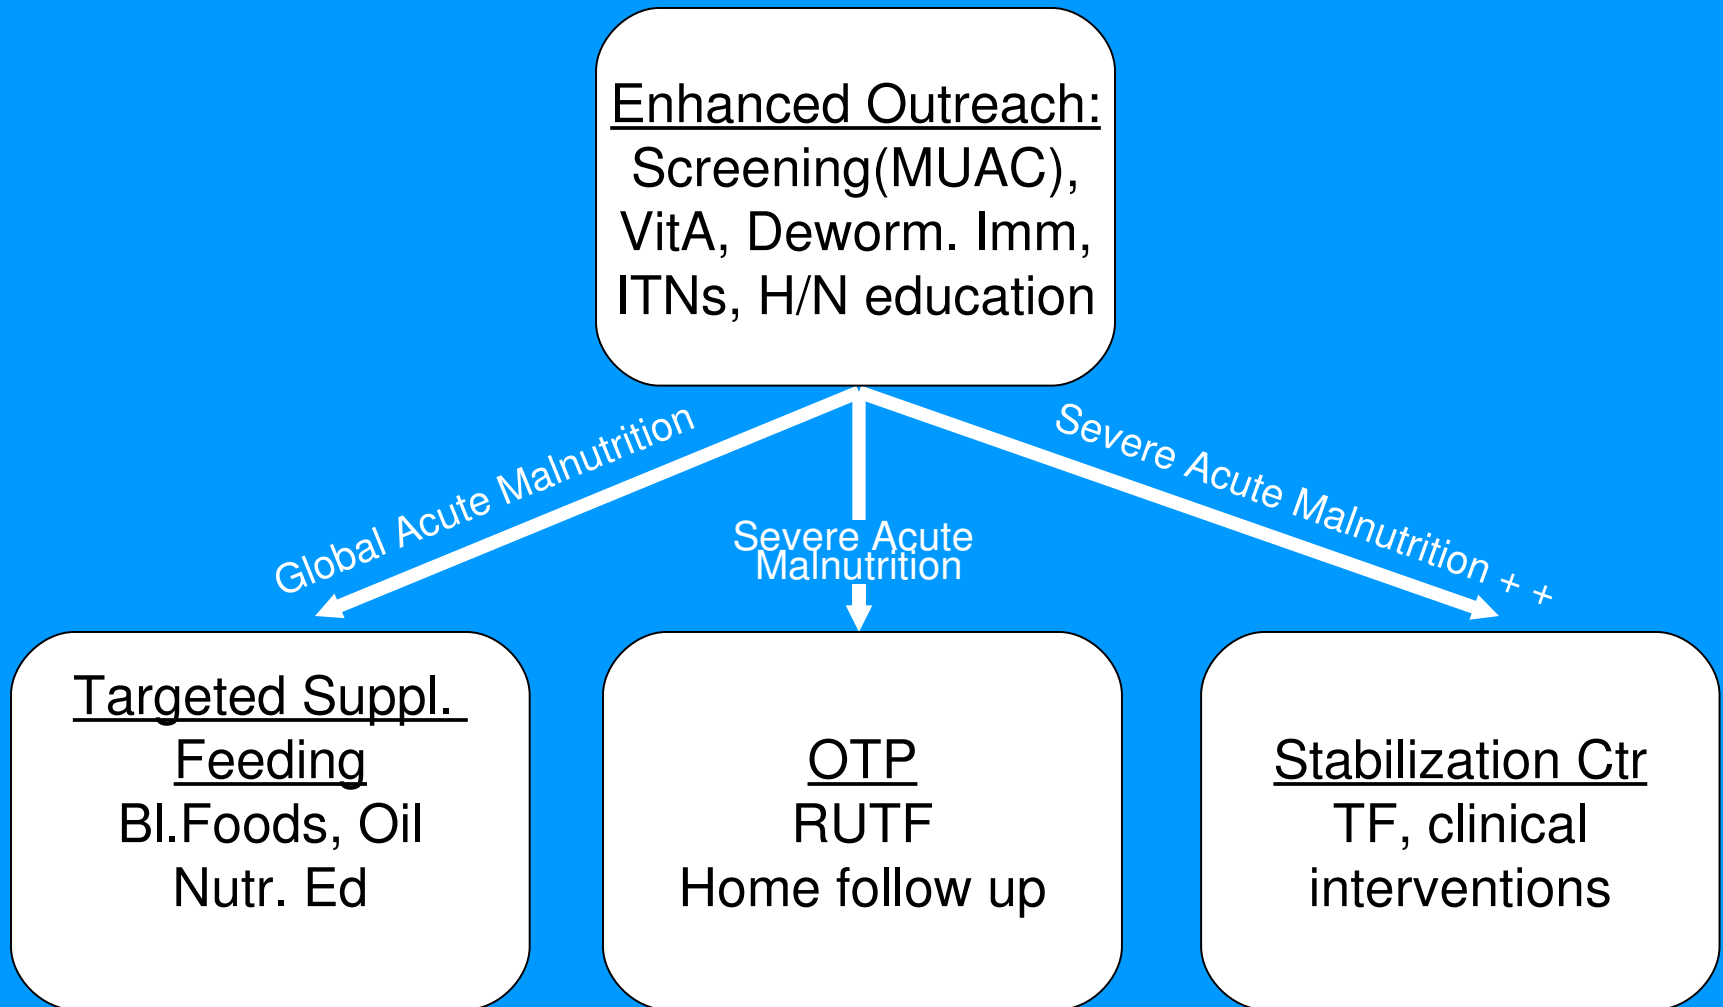 Enhanced Outreach:
Screening(MUAC),
VitA, Deworm. Imm,
ITNs, H/N education
Global Acute Malnutrition
Severe Acute
Malnutrition
Severe Acute Malnutrition + +
Targeted Suppl.
Feeding
Bl.Foods, Oil
Nutr. Ed
OTP
RUTF
Home follow up
Stabilization Ctr
TF, clinical
interventions